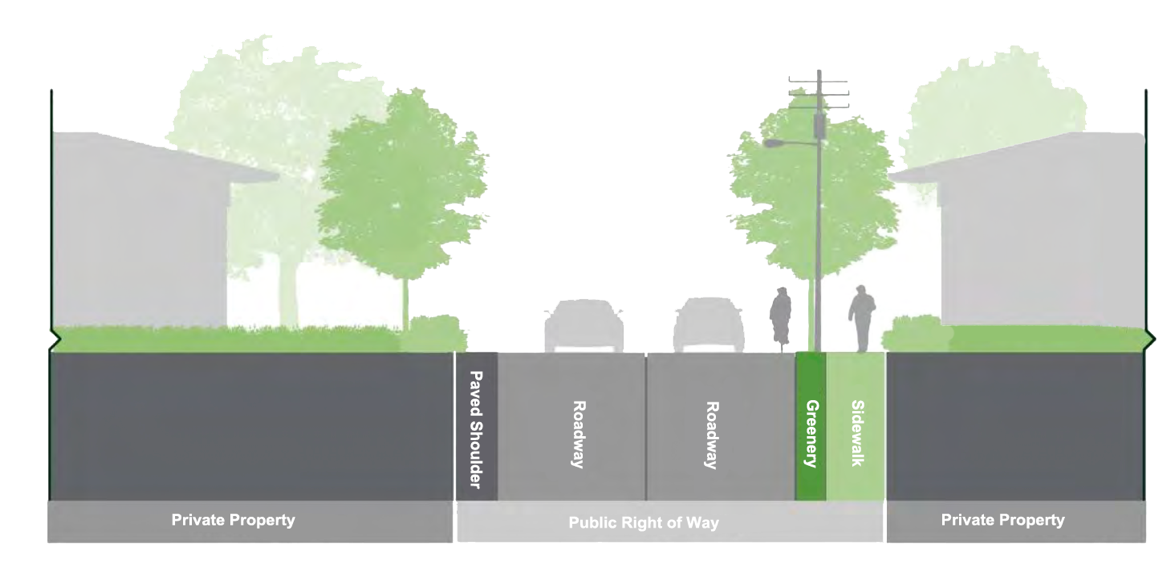 Paved Shoulder
Roadway
Roadway
Greenery
Sidewalk
Private Property
Public Right of Way
Private Property